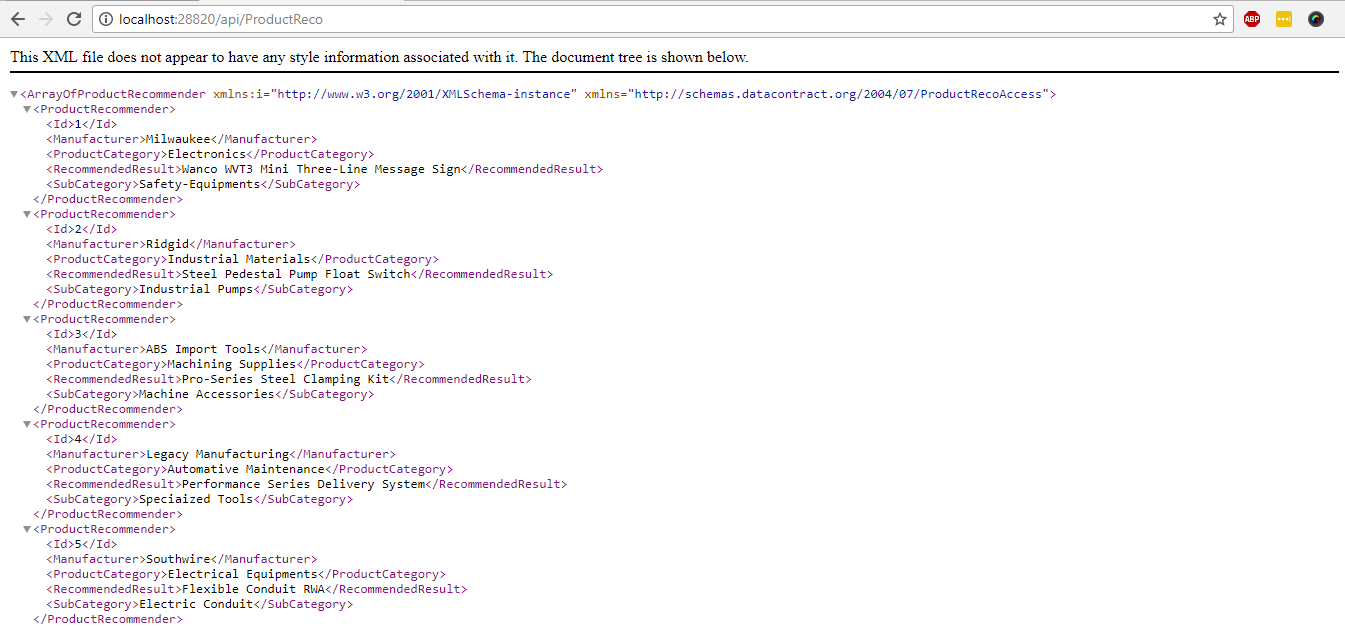 localhost:28820/api/ProductReco
ABP
This XML file does not appear to have any style information associated with it. The document tree is shown below.
<ArrayOfProductRecommender xmlns:i="http://www.w3.org/2001/XMLSchema-instance" xmlns="http://schemas.datacontract.org/2004/07/ProductRecoAccess">
<ProductRecommender>
<Id>1</Id>
<Manufacturer>Milwaukee</Manufacturer>
<ProductCategory>Electronics</ProductCategory>
<RecommendedResult>Wanco WVT3 Mini Three-Line Message Sign</RecommendedResult>
<SubCategory>Safety-Equipments</SubCategory>
</ProductRecommender>
<ProductRecommender>
<Id>2</Id>
<Manufacturer>Ridgid</Manufacturer>
<ProductCategory>Industrial Materials</ProductCategory>
<RecommendedResult>Steel Pedestal Pump Float Switch</RecommendedResult>
<SubCategory>Industrial Pumps</SubCategory>
</ProductRecommender>
<ProductRecommender>
<Id>3</Id>
<Manufacturer>ABS Import Tools</Manufacturer>
<ProductCategory>Machining Supplies</ProductCategory>
<RecommendedResult>Pro-Series Steel Clamping Kit</RecommendedResult>
<SubCategory>Machine Accessories</SubCategory>
</ProductRecommender>
<ProductRecommender>
<Id>4</Id>
<Manufacturer>Legacy Manufacturing</Manufacturer>
<ProductCategory>Automative Maintenance</ProductCategory>
<RecommendedResult>Performance Series Delivery System</RecommendedResult>
<SubCategory>Speciaized Tools</SubCategory>
</ProductRecommender>
<ProductRecommender>
<Id>5</Id>
<Manufacturer>Southwire</Manufacturer>
<ProductCategory>Electrical Equipments</ProductCategory>
<RecommendedResult>Flexible Conduit RWA</RecommendedResult>
<SubCategory>Electric Conduit</SubCategory>
</ProductRecommender>